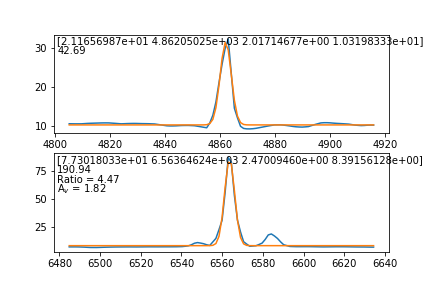 [2.11656987e+01 4.86205025e+03 2.01714677e+00 1.03198333e+01]
42.69
30
20
10
4800 4820 4840 4860 4880 4900 4920
[7.73018033e+01 6.56364624e+03 2.47009460e+00 8.39156128e+00]
190.94
Ratio = 4.47
Aᵥ = 1.82
75
50
25
6480 6500 6520 6540 6560 6580 6600 6620 6640